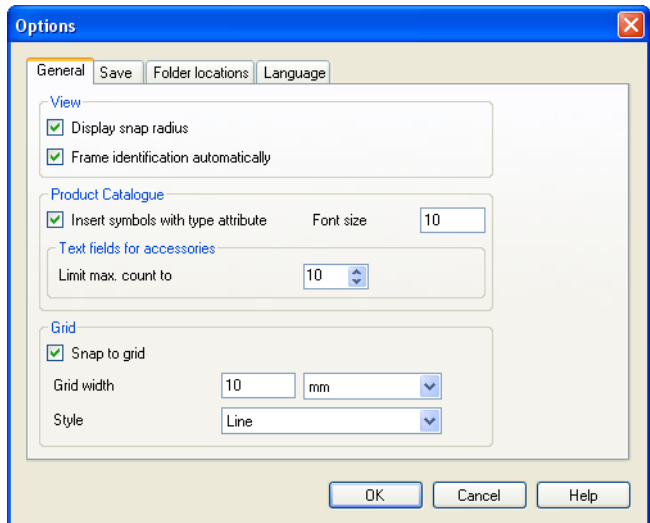 Options
General Save Folder locations Language
View
Display snap radius
Frame identification automatically
Product Catalogue
Insert symbols with type attribute Font size 10
Text fields for accessories
Limit max. count to 10
Grid
Snap to grid
Grid width 10 mm
Style Line
OK Cancel Help